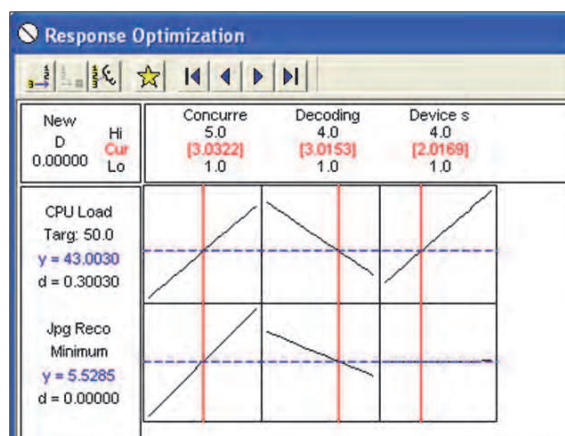 Response Optimization
New
D
0.00000
Hi
Cur
Lo
Concurre
5.0
[3.0322]
1.0
Decoding
4.0
[3.0153]
1.0
Device s
4.0
[2.0169]
1.0
CPU Load
Targ: 50.0
y = 43.0030
d = 0.30030
Jpg Reco
Minimum
y = 5.5285
d = 0.00000